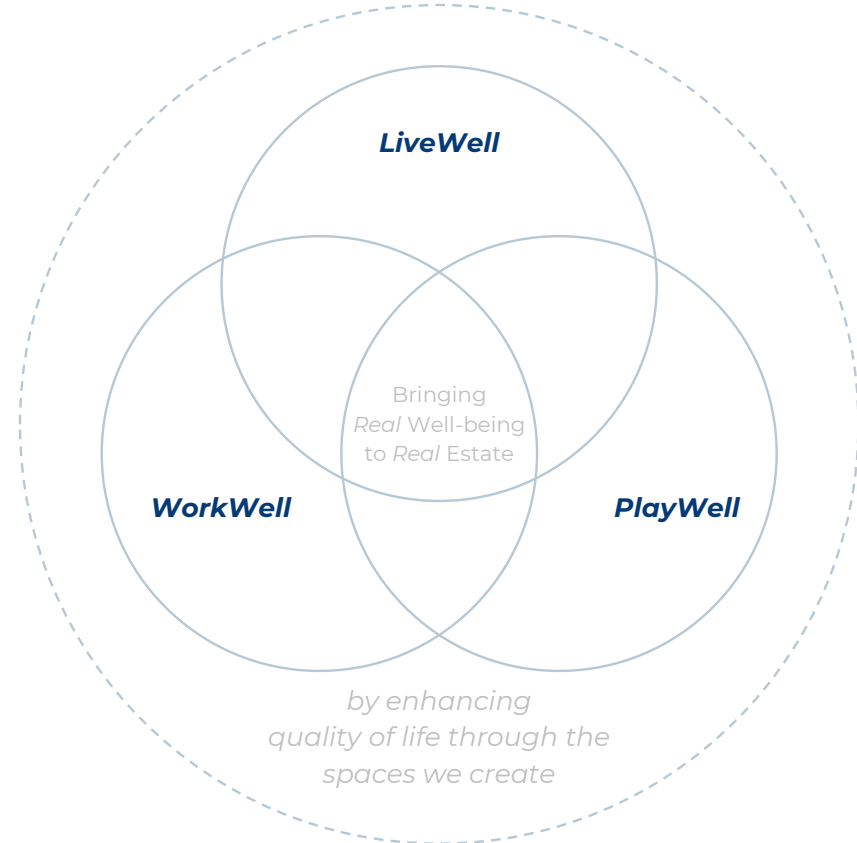 LiveWell
Bringing
Real Well-being
to Real Estate
WorkWell
PlayWell
by enhancing
quality of life through the
spaces we create